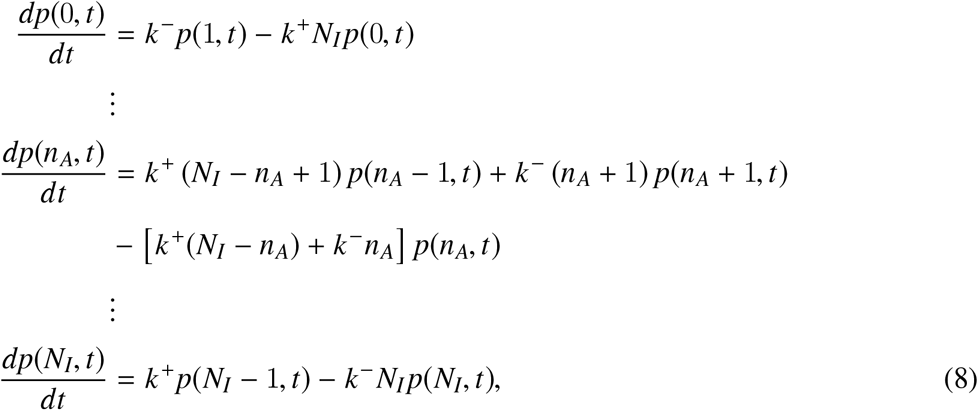 dp(0, t)/dt = k⁻p(1, t) − k⁺N_I p(0, t)
⋮
dp(n_A, t)/dt = k⁺ (N_I − n_A + 1) p(n_A − 1, t) + k⁻ (n_A + 1) p(n_A + 1, t)
− [k⁺(N_I − n_A) + k⁻n_A] p(n_A, t)
⋮
dp(N_I, t)/dt = k⁺p(N_I − 1, t) − k⁻N_I p(N_I, t), (8)